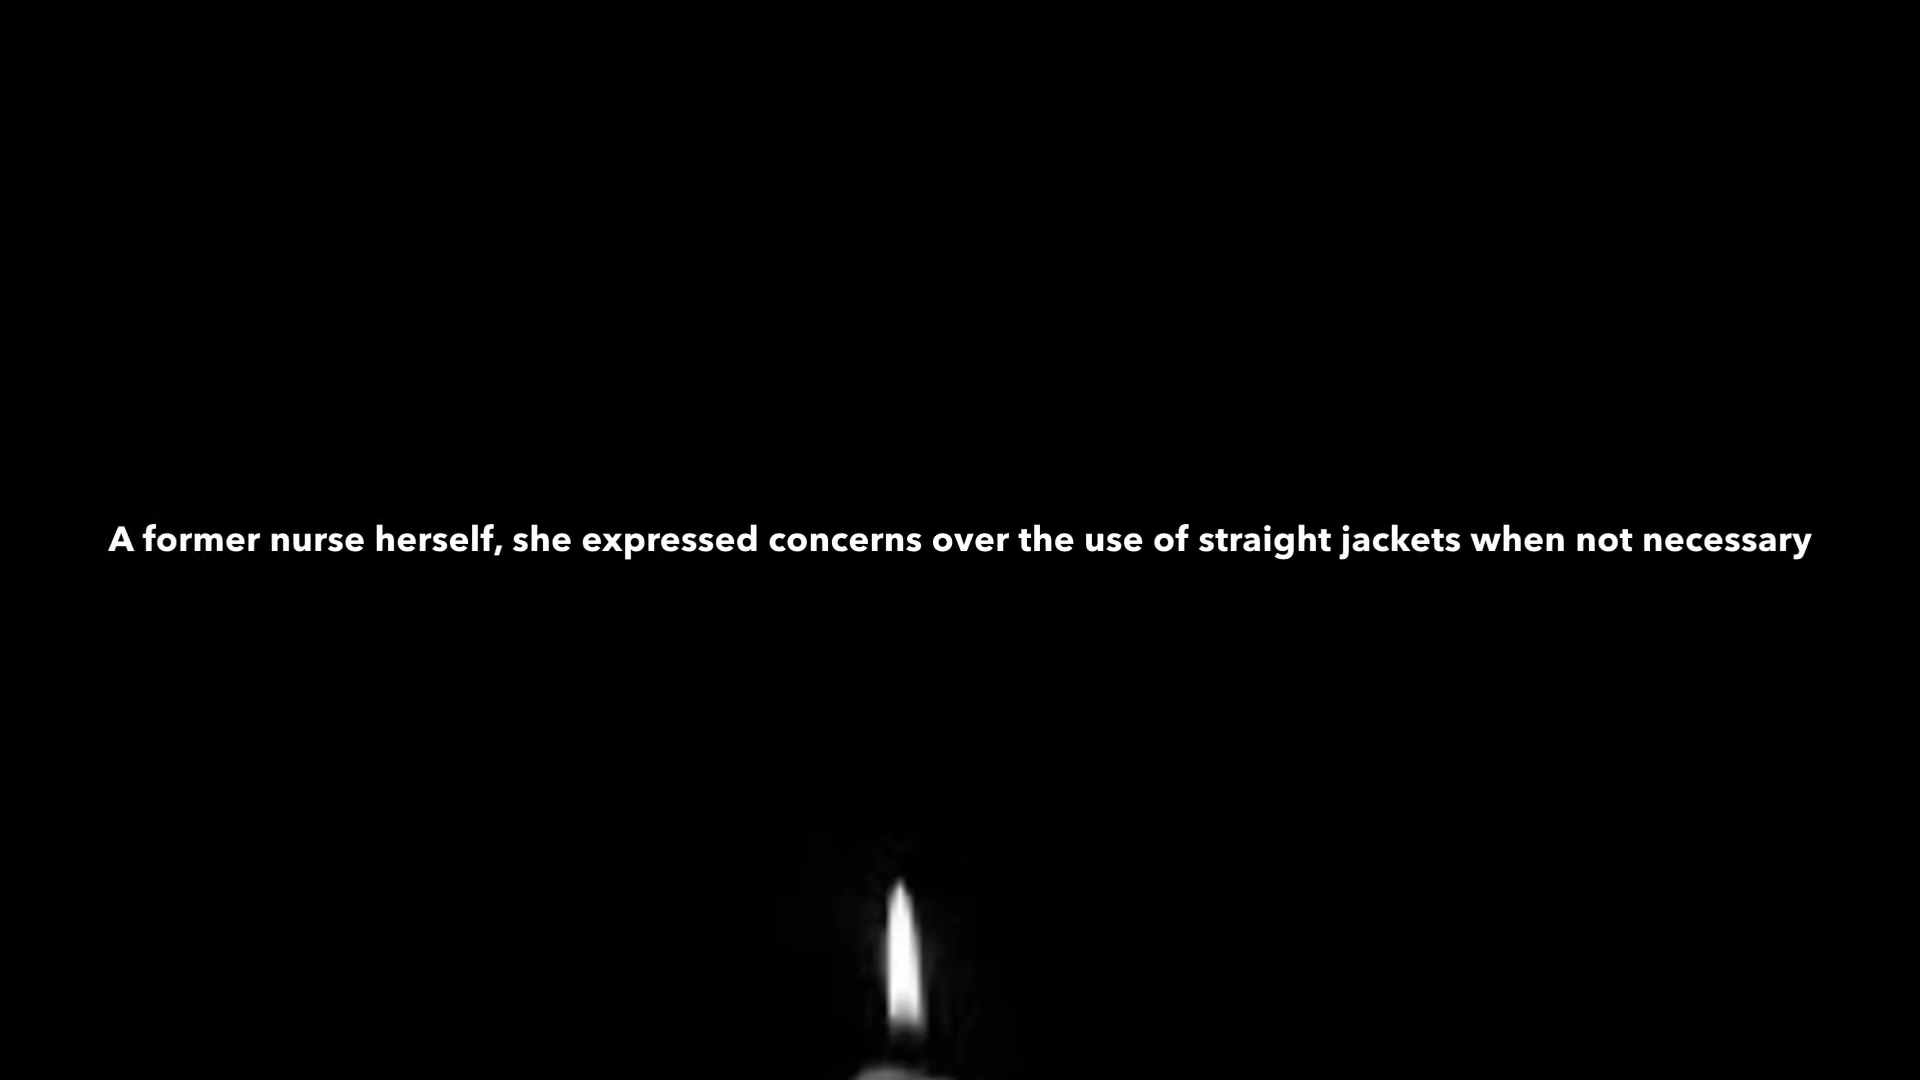 A former nurse herself, she expressed concerns over the use of straight jackets when not necessary